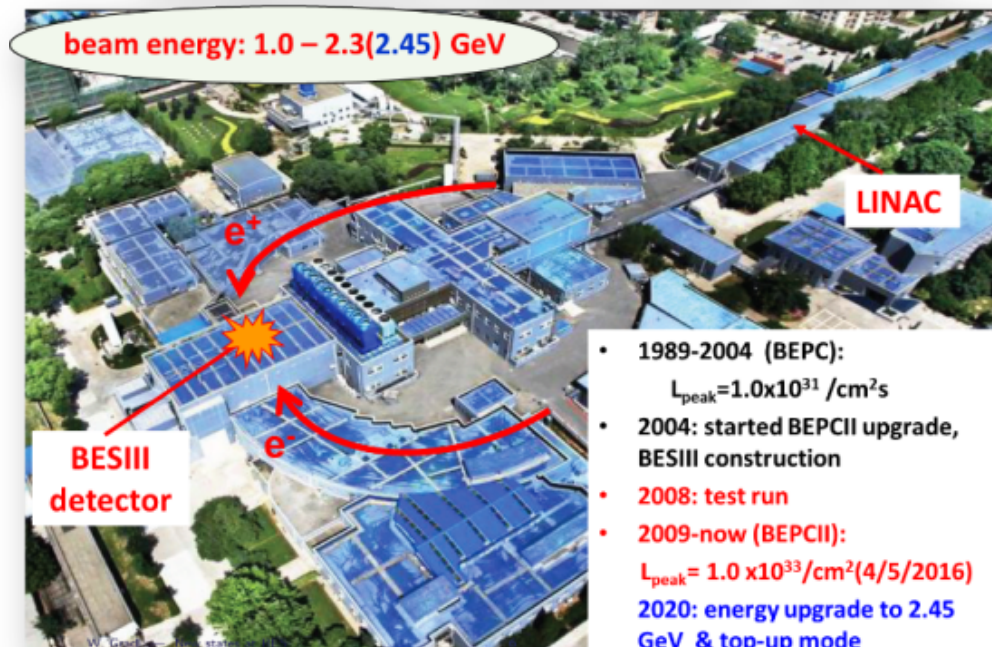 beam energy: 1.0 – 2.3(2.45) GeV
LINAC
e⁺
e⁻
BESIII
detector
• 1989-2004 (BEPC):
Lpeak=1.0x10³¹ /cm²s
• 2004: started BEPCII upgrade,
BESIII construction
• 2008: test run
• 2009-now (BEPCII):
Lpeak= 1.0 x10³³/cm²(4/5/2016)
2020: energy upgrade to 2.45
GeV & top-up mode